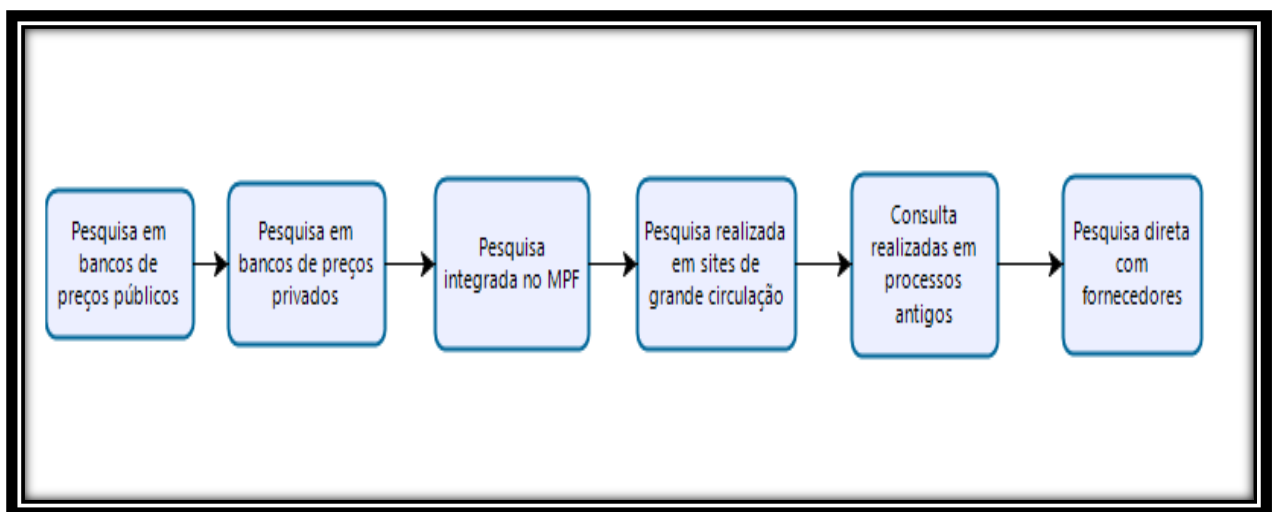 Pesquisa em
bancos de
preços públicos
Pesquisa em
bancos de preços
privados
Pesquisa
integrada no MPF
Pesquisa realizada
em sites de
grande circulação
Consulta
realizadas em
processos
antigos
Pesquisa direta
com
fornecedores